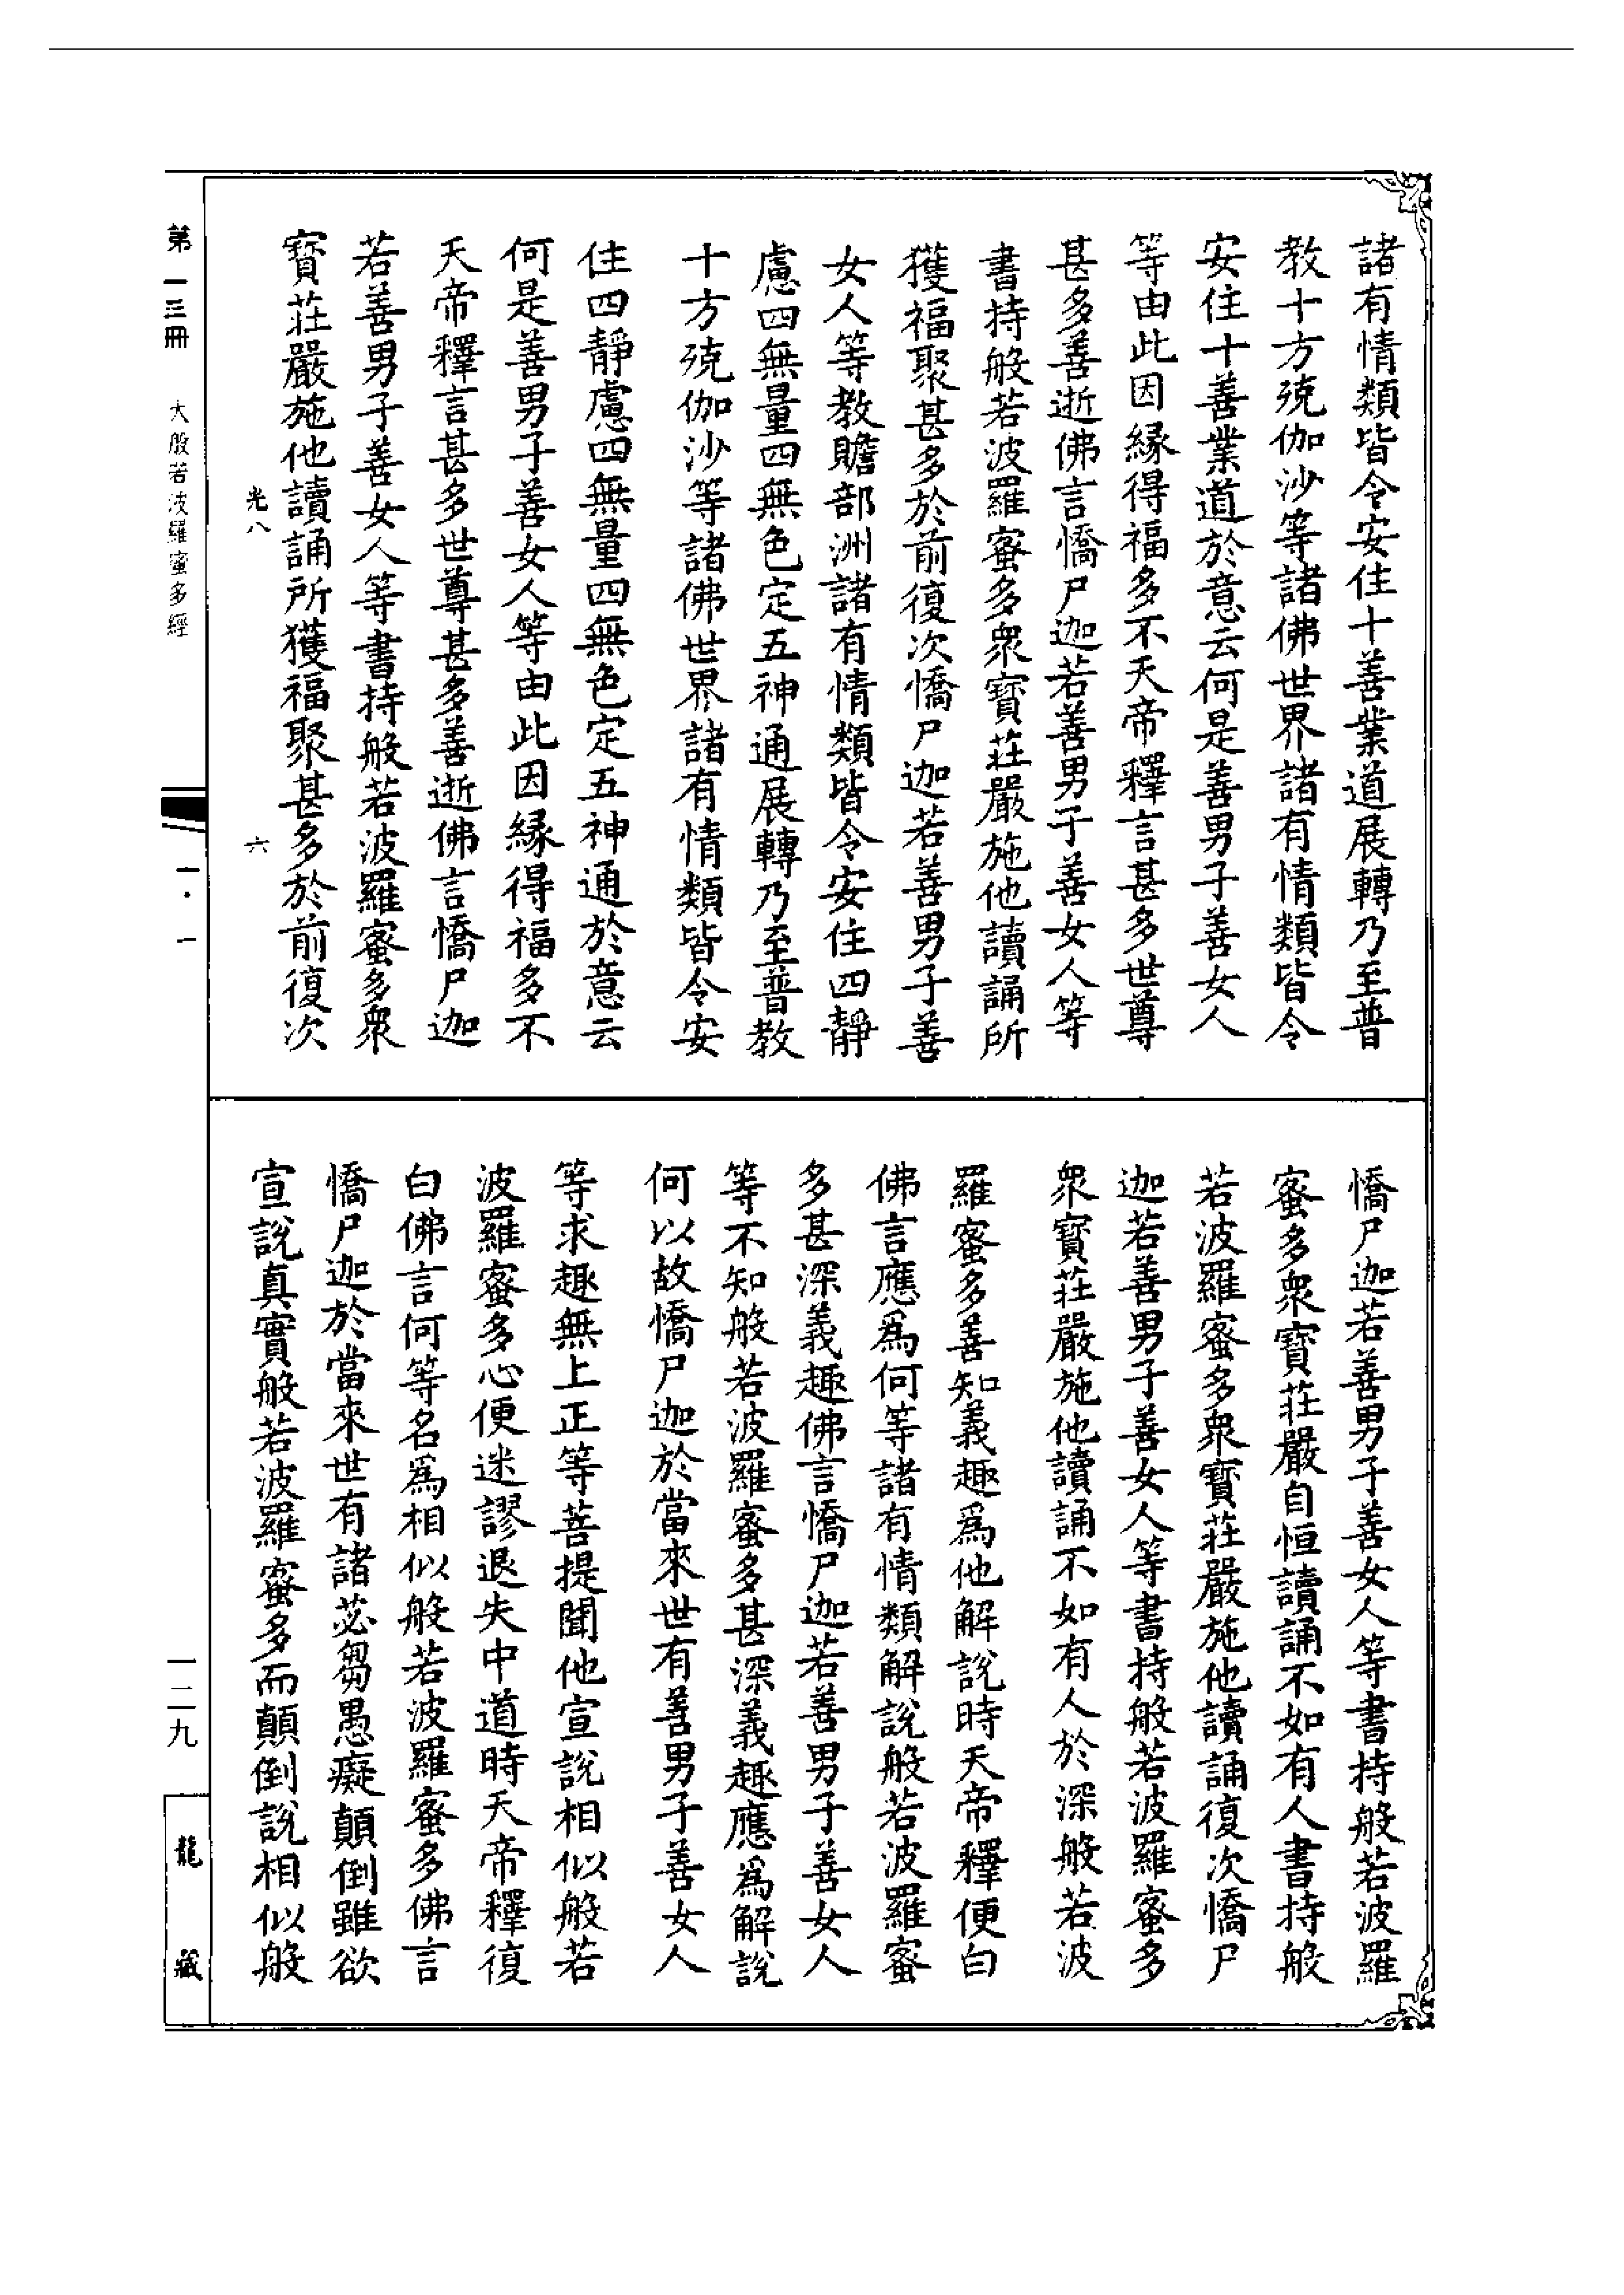 諸有情類皆令安住十善業道展轉乃至普
教十方殑伽沙等諸佛世界諸有情類皆令
安住十善業道於意云何是善男子善女人
等由此因緣得福多不天帝釋言甚多世尊
甚多善逝佛言憍尸迦若善男子善女人等
書持般若波羅蜜多衆寶莊嚴施他讀誦所
獲福聚甚多於前復次憍尸迦若善男子善
女人等教贍部洲諸有情類皆令安住四靜
慮四無量四無色定五神通展轉乃至普教
十方殑伽沙等諸佛世界諸有情類皆令安
住四靜慮四無量四無色定五神通於意云
何是善男子善女人等由此因緣得福多不
天帝釋言甚多世尊甚多善逝佛言憍尸迦
若善男子善女人等書持般若波羅蜜多衆
寶莊嚴施他讀誦所獲福聚甚多於前復次
光八 六
憍尸迦若善男子善女人等書持般若波羅
蜜多衆寶莊嚴自恒讀誦不如有人書持般
若波羅蜜多衆寶莊嚴施他讀誦復次憍尸
迦若善男子善女人等書持般若波羅蜜多
衆寶莊嚴施他讀誦不如有人於深般若波
羅蜜多善知義趣爲他解説時天帝釋便白
佛言應爲何等諸有情類解説般若波羅蜜
多甚深義趣佛言憍尸迦若善男子善女人
等不知般若波羅蜜多甚深義趣應爲解説
何以故憍尸迦於當來世有善男子善女人
等求趣無上正等菩提聞他宣説相似般若
波羅蜜多心便迷謬退失中道時天帝釋復
白佛言何等名爲相似般若波羅蜜多佛言
憍尸迦於當來世有諸苾芻愚癡顛倒雖欲
宣説真實般若波羅蜜多而顛倒説相似般
第一三冊 大般若波羅蜜多經 一·一 一二九 龍藏